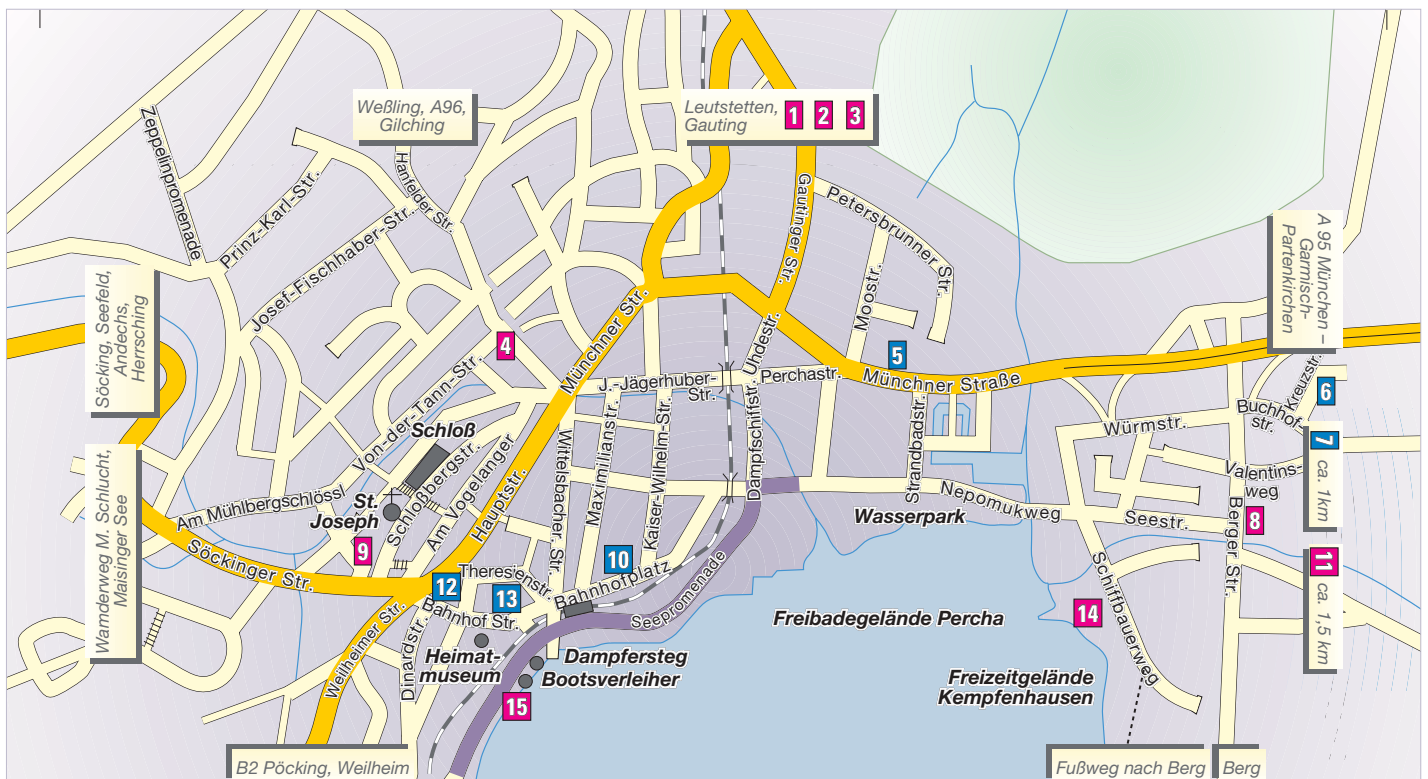 Weßling, A96,
Gilching
Leutstetten,
Gauting
1 2 3
Zeppelinpromenade
Prinz-Karl-Str.
Hanfelder Str.
Josef-Fischhaber-Str.
Gautinger Str.
Petersbrunner Str.
Moostr.
A 95 München –
Garmisch-
Partenkirchen
Söcking, Seefeld,
Andechs,
Herrsching
4
Münchner Str.
Uhdestr.
5
J.-Jägerhuber-
Str.
Perchastr.
Münchner Straße
Kreuzstr.
6
Buchhof-
str.
Von-der-Tann-Str.
Schloß
Würmstr.
7 ca. 1km
Wamderweg M. Schlucht,
Maisinger See
Am Mühlbergschlössl
St.
Joseph
Schloßbergstr.
Am Vogelanger
Hauptstr.
Wittelsbacher Str.
Maximilianstr.
Kaiser-Wilhelm-Str.
Dampfschiffstr.
Strandbadstr.
Valentins-
weg
Nepomukweg
Wasserpark
Seestr.
8
Berger Str.
Söckinger Str.
9
10
11 ca. 1,5 km
12
Theresienstr.
13
Bahnhofplatz
Bahnhof Str.
Seepromenade
Schiffbauerweg
14
Freibadegelände Percha
Weilheimer Str.
Dinardstr.
Heimat-
museum
Dampfersteg
Bootsverleiher
15
Freizeitgelände
Kempfenhausen
B2 Pöcking, Weilheim
Fußweg nach Berg
Berg